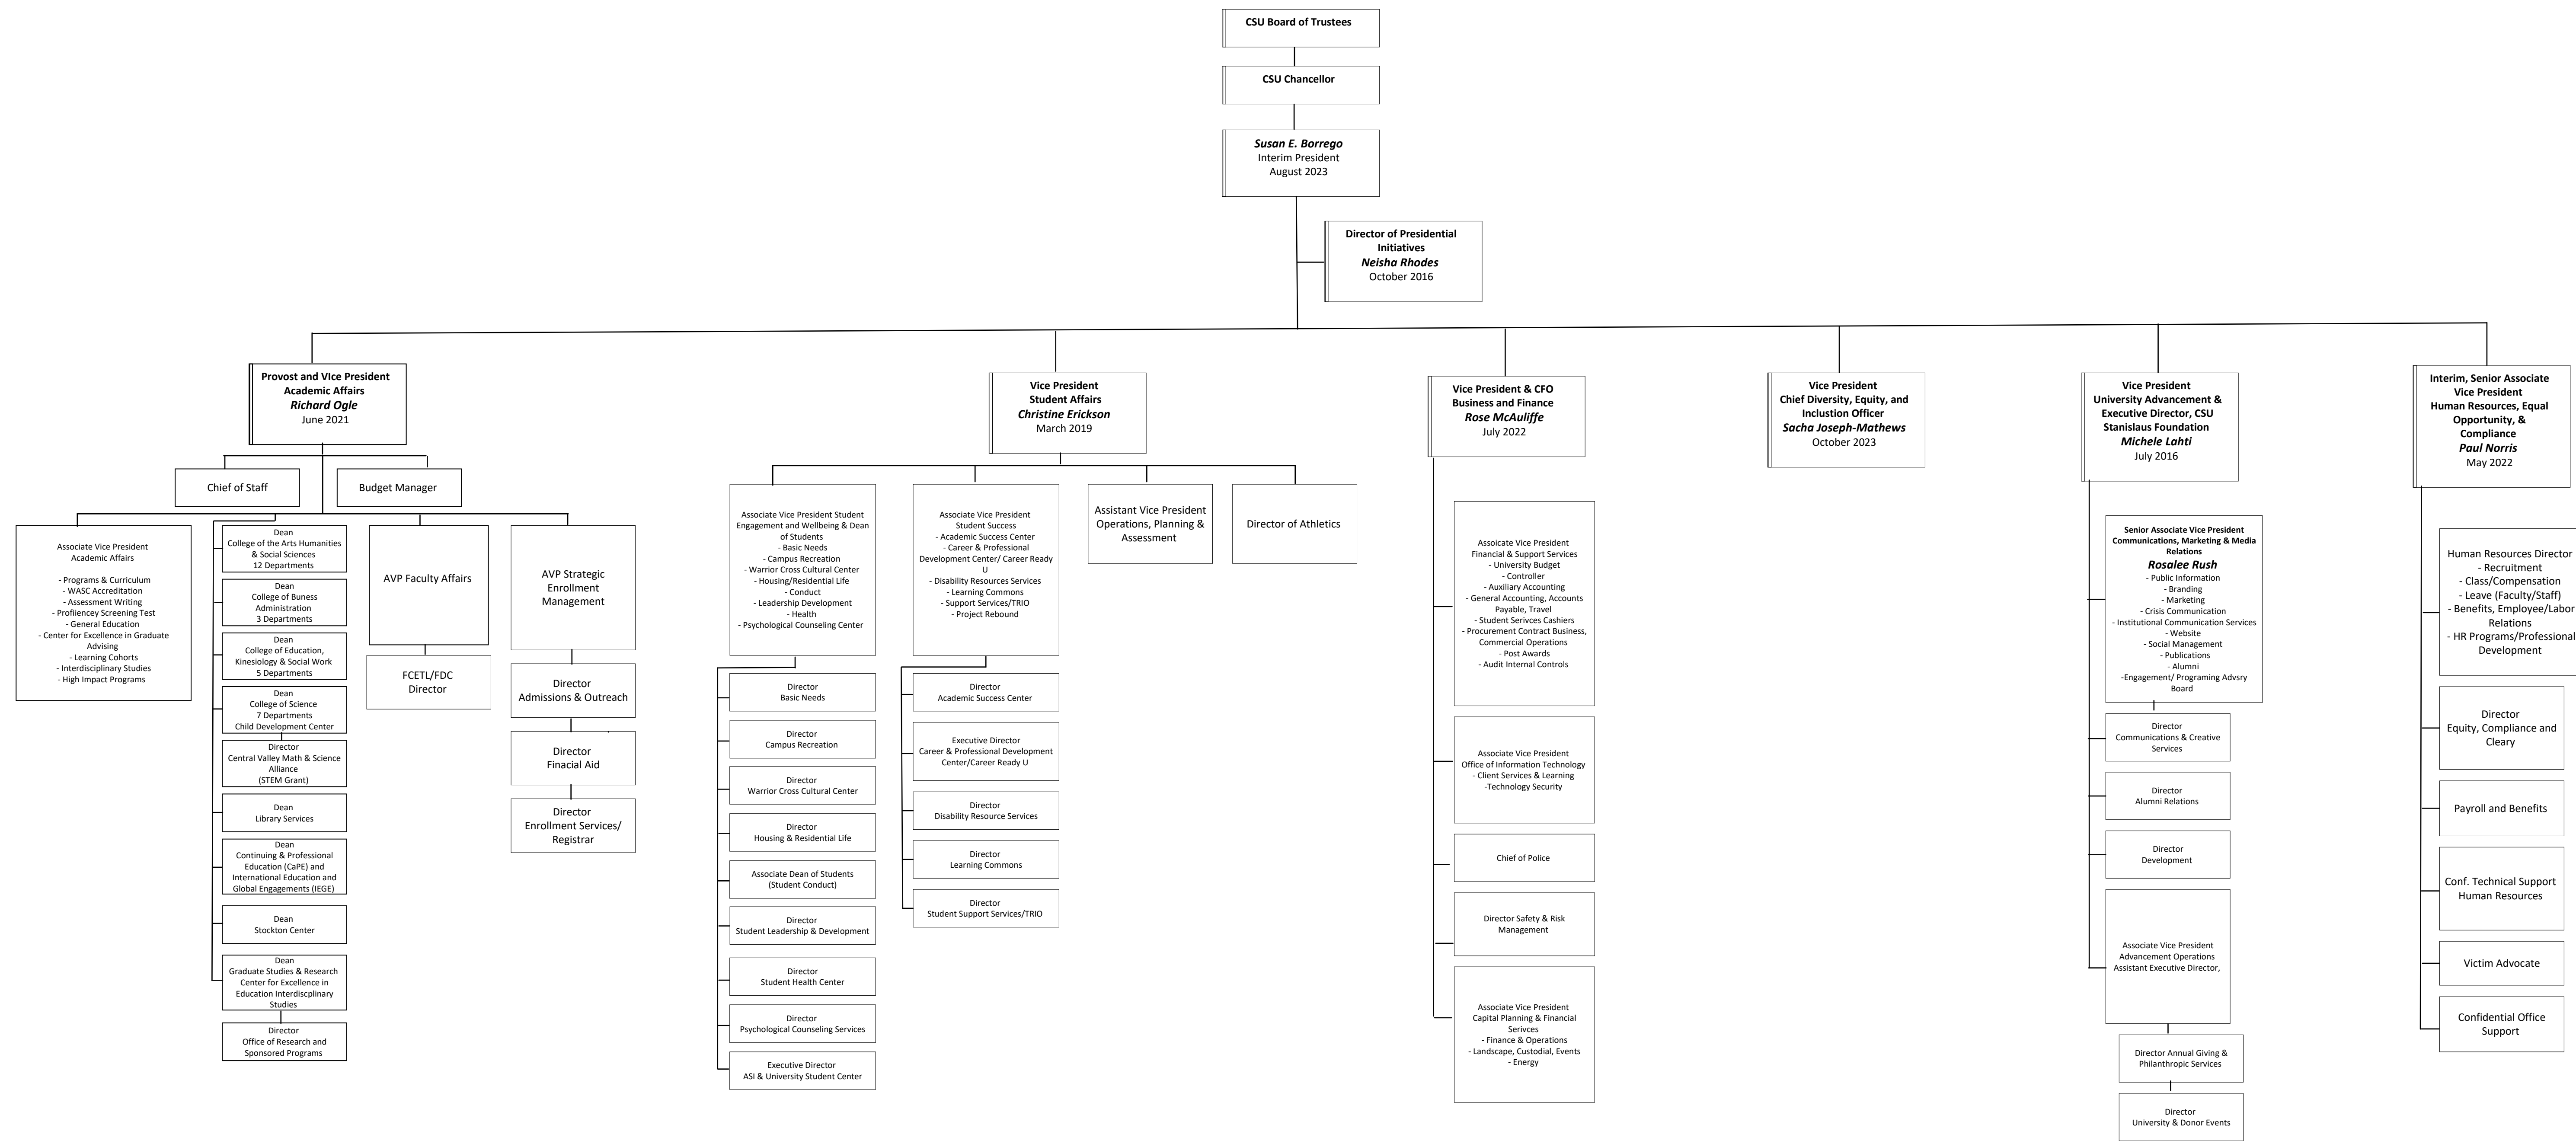 CSU Board of Trustees
CSU Chancellor
Susan E. Borrego
Interim President
August 2023
Director of Presidential
Initiatives
Neisha Rhodes
October 2016
Provost and VIce President
Academic Affairs
Richard Ogle
June 2021
Chief of Staff
Budget Manager
Associate Vice President
Academic Affairs
- Programs & Curriculum
- WASC Accreditation
- Assessment Writing
- Profiiencey Screening Test
- General Education
- Center for Excellence in Graduate
Advising
- Learning Cohorts
- Interdisciplinary Studies
- High Impact Programs
Dean
College of the Arts Humanities
& Social Sciences
12 Departments
Dean
College of Buness
Administration
3 Departments
Dean
College of Education,
Kinesiology & Social Work
5 Departments
Dean
College of Science
7 Departments
Child Development Center
Director
Central Valley Math & Science
Alliance
(STEM Grant)
Dean
Library Services
Dean
Continuing & Professional
Education (CaPE) and
International Education and
Global Engagements (IEGE)
Dean
Stockton Center
Dean
Graduate Studies & Research
Center for Excellence in
Education Interdiscplinary
Studies
Director
Office of Research and
Sponsored Programs
AVP Faculty Affairs
FCETL/FDC
Director
AVP Strategic
Enrollment
Management
Director
Admissions & Outreach
Director
Finacial Aid
Director
Enrollment Services/
Registrar
Vice President
Student Affairs
Christine Erickson
March 2019
Associate Vice President Student
Engagement and Wellbeing & Dean
of Students
- Basic Needs
- Campus Recreation
- Warrior Cross Cultural Center
- Housing/Residential Life
- Conduct
- Leadership Development
- Health
- Psychological Counseling Center
Director
Basic Needs
Director
Campus Recreation
Director
Warrior Cross Cultural Center
Director
Housing & Residential Life
Associate Dean of Students
(Student Conduct)
Director
Student Leadership & Development
Director
Student Health Center
Director
Psychological Counseling Services
Executive Director
ASI & University Student Center
Associate Vice President
Student Success
- Academic Success Center
- Career & Professional
Development Center/ Career Ready
U
- Disability Resources Services
- Learning Commons
- Support Services/TRIO
- Project Rebound
Director
Academic Success Center
Executive Director
Career & Professional Development
Center/Career Ready U
Director
Disability Resource Services
Director
Learning Commons
Director
Student Support Services/TRIO
Assistant Vice President
Operations, Planning &
Assessment
Director of Athletics
Vice President & CFO
Business and Finance
Rose McAuliffe
July 2022
Assoicate Vice President
Financial & Support Services
- University Budget
- Controller
- Auxiliary Accounting
- General Accounting, Accounts
Payable, Travel
- Student Serivces Cashiers
- Procurement Contract Business,
Commercial Operations
- Post Awards
- Audit Internal Controls
Associate Vice President
Office of Information Technology
- Client Services & Learning
-Technology Security
Chief of Police
Director Safety & Risk
Management
Associate Vice President
Capital Planning & Financial
Serivces
- Finance & Operations
- Landscape, Custodial, Events
- Energy
Vice President
Chief Diversity, Equity, and
Inclustion Officer
Sacha Joseph-Mathews
October 2023
Vice President
University Advancement &
Executive Director, CSU
Stanislaus Foundation
Michele Lahti
July 2016
Senior Associate Vice President
Communications, Marketing & Media
Relations
Rosalee Rush
- Public Information
- Branding
- Marketing
- Crisis Communication
- Institutional Communication Services
- Website
- Social Management
- Publications
- Alumni
-Engagement/ Programing Advsry
Board
Director
Communications & Creative
Services
Director
Alumni Relations
Director
Development
Associate Vice President
Advancement Operations
Assistant Executive Director,
Director Annual Giving &
Philanthropic Services
Director
University & Donor Events
Interim, Senior Associate
Vice President
Human Resources, Equal
Opportunity, &
Compliance
Paul Norris
May 2022
Human Resources Director
- Recruitment
- Class/Compensation
- Leave (Faculty/Staff)
- Benefits, Employee/Labor
Relations
- HR Programs/Professional
Development
Director
Equity, Compliance and
Cleary
Payroll and Benefits
Conf. Technical Support
Human Resources
Victim Advocate
Confidential Office
Support